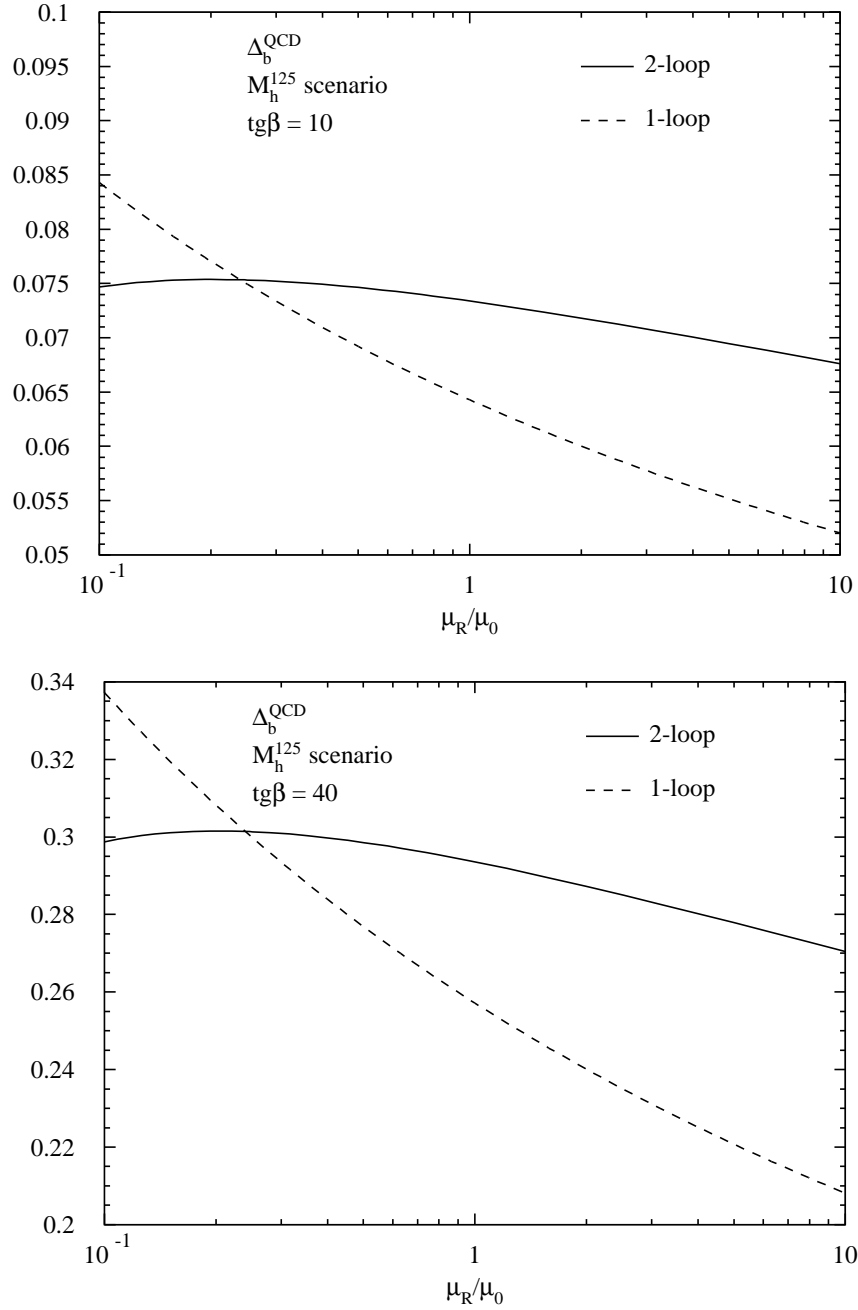 0.1
0.095
0.09
0.085
0.08
0.075
0.07
0.065
0.06
0.055
0.05
Δ_b^QCD
M_h^125 scenario
tgβ = 10
2-loop
1-loop
10^-1
1
10
μ_R/μ_0
0.34
0.32
0.3
0.28
0.26
0.24
0.22
0.2
Δ_b^QCD
M_h^125 scenario
tgβ = 40
2-loop
1-loop
10^-1
1
10
μ_R/μ_0